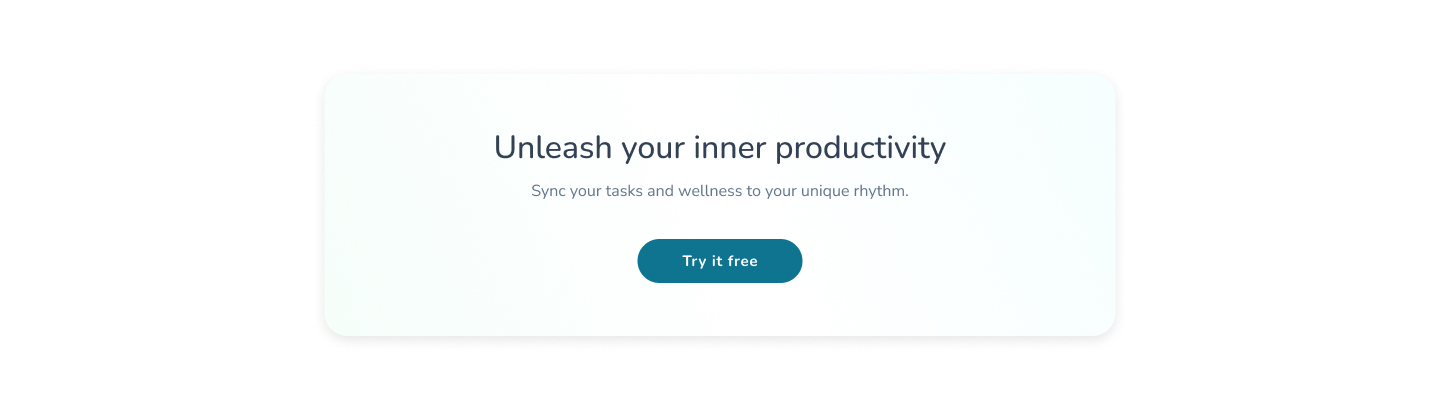 Unleash your inner productivity
Sync your tasks and wellness to your unique rhythm.
Try it free